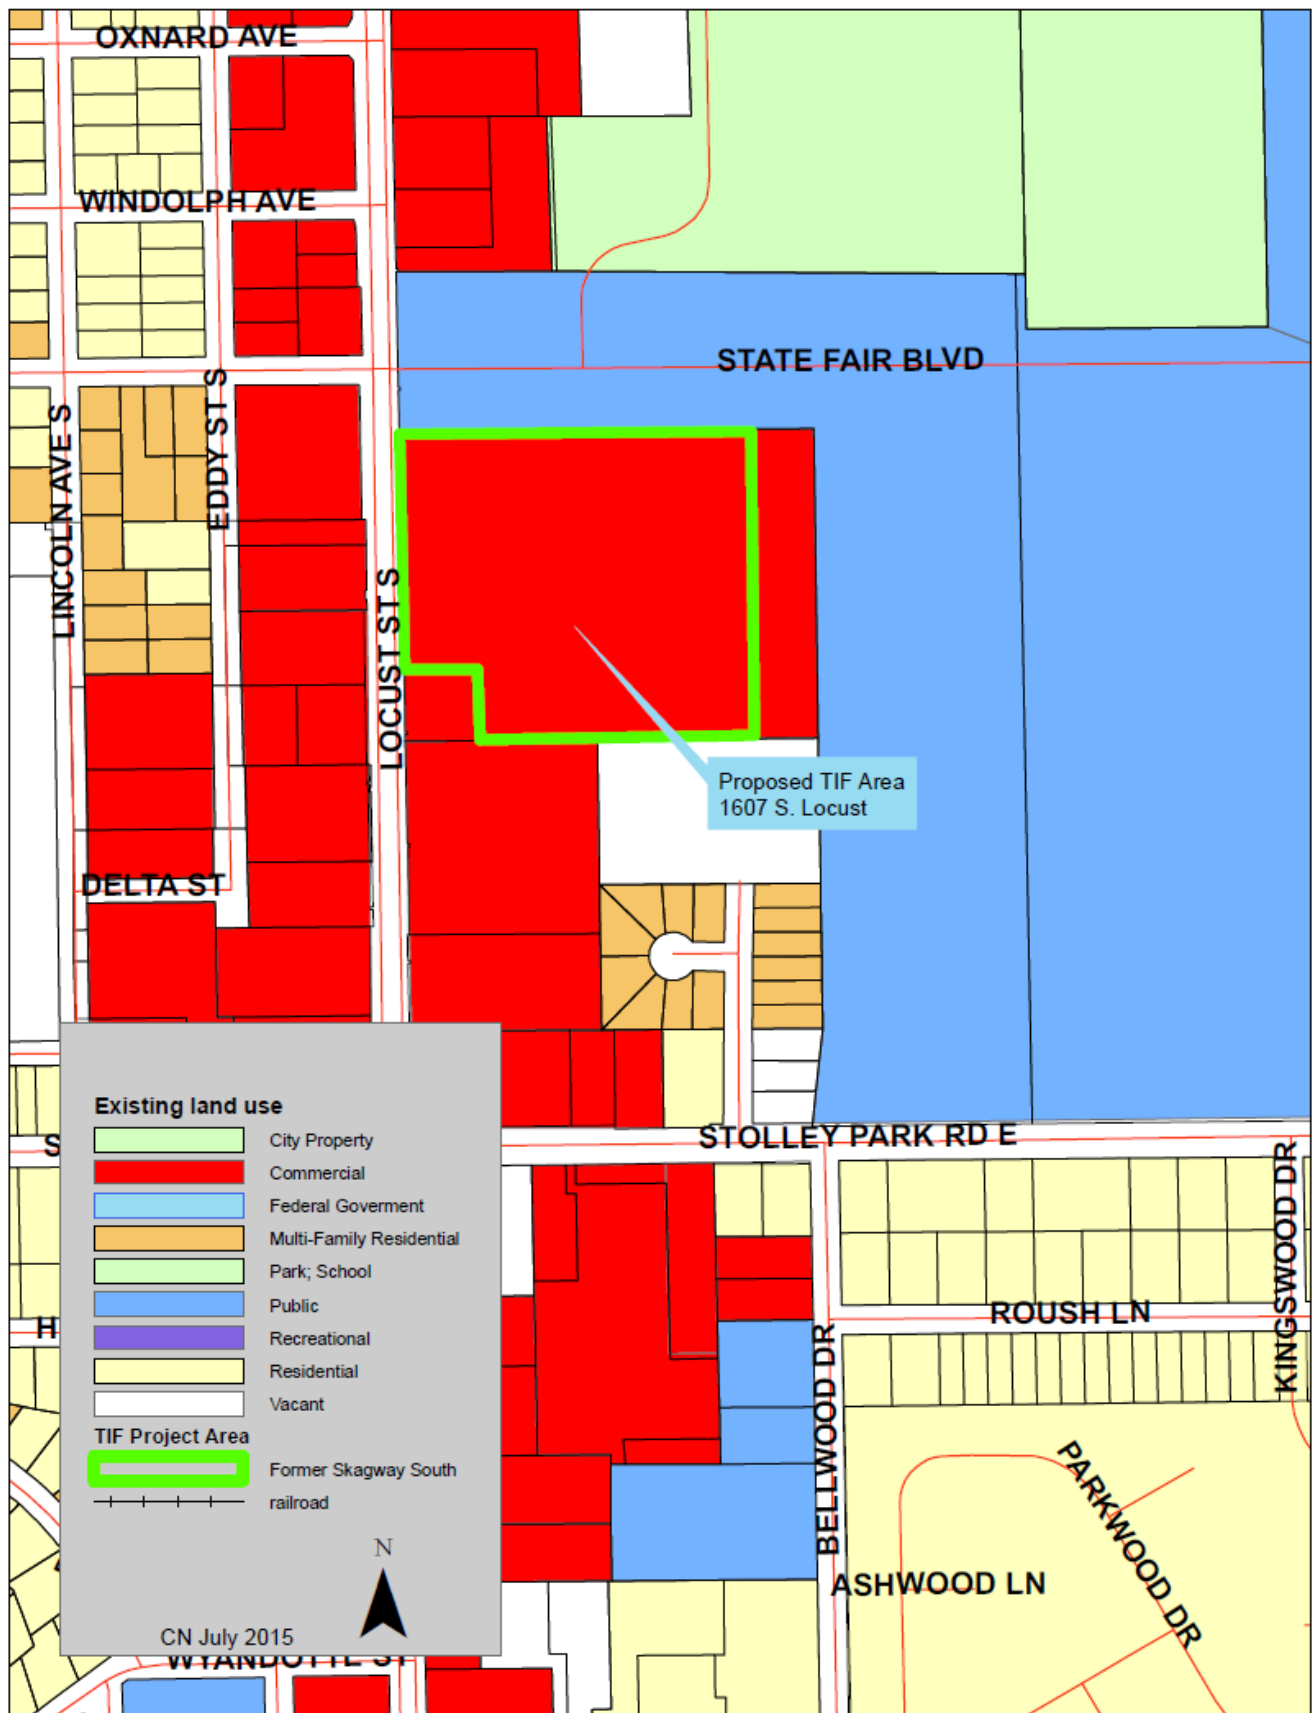 OXNARD AVE
WINDOLPH AVE
STATE FAIR BLVD
LINCOLN AVE S
EDDY ST S
LOCUST ST S
Proposed TIF Area
1607 S. Locust
DELTA ST
STOLLEY PARK RD E
S
H
ROUSH LN
KINGSWOOD DR
BELLWOOD DR
PARKWOOD DR
ASHWOOD LN
WYANDOTTE ST
Existing land use
City Property
Commercial
Federal Goverment
Multi-Family Residential
Park; School
Public
Recreational
Residential
Vacant
TIF Project Area
Former Skagway South
railroad
N
CN July 2015